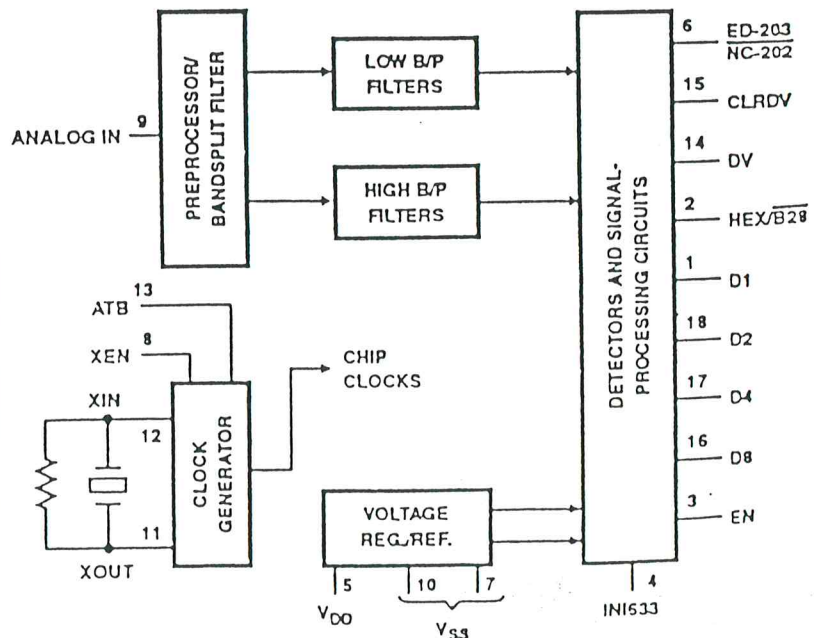 6 ED-203
NC-202
15
CLRDV
14
DV
2
HEX/B28
1
D1
18
D2
17
D4
16
D8
3
EN
4
IN1633
DETECTORS AND SIGNAL-
PROCESSING CIRCUITS
LOW B/P
FILTERS
HIGH B/P
FILTERS
PREPROCESSOR/
BANDSPLIT FILTER
9
ANALOG IN
13
ATB
8
XEN
XIN
12
CLOCK
GENERATOR
11
XOUT
CHIP
CLOCKS
VOLTAGE
REG./REF.
5 10 7
VDD
VSS